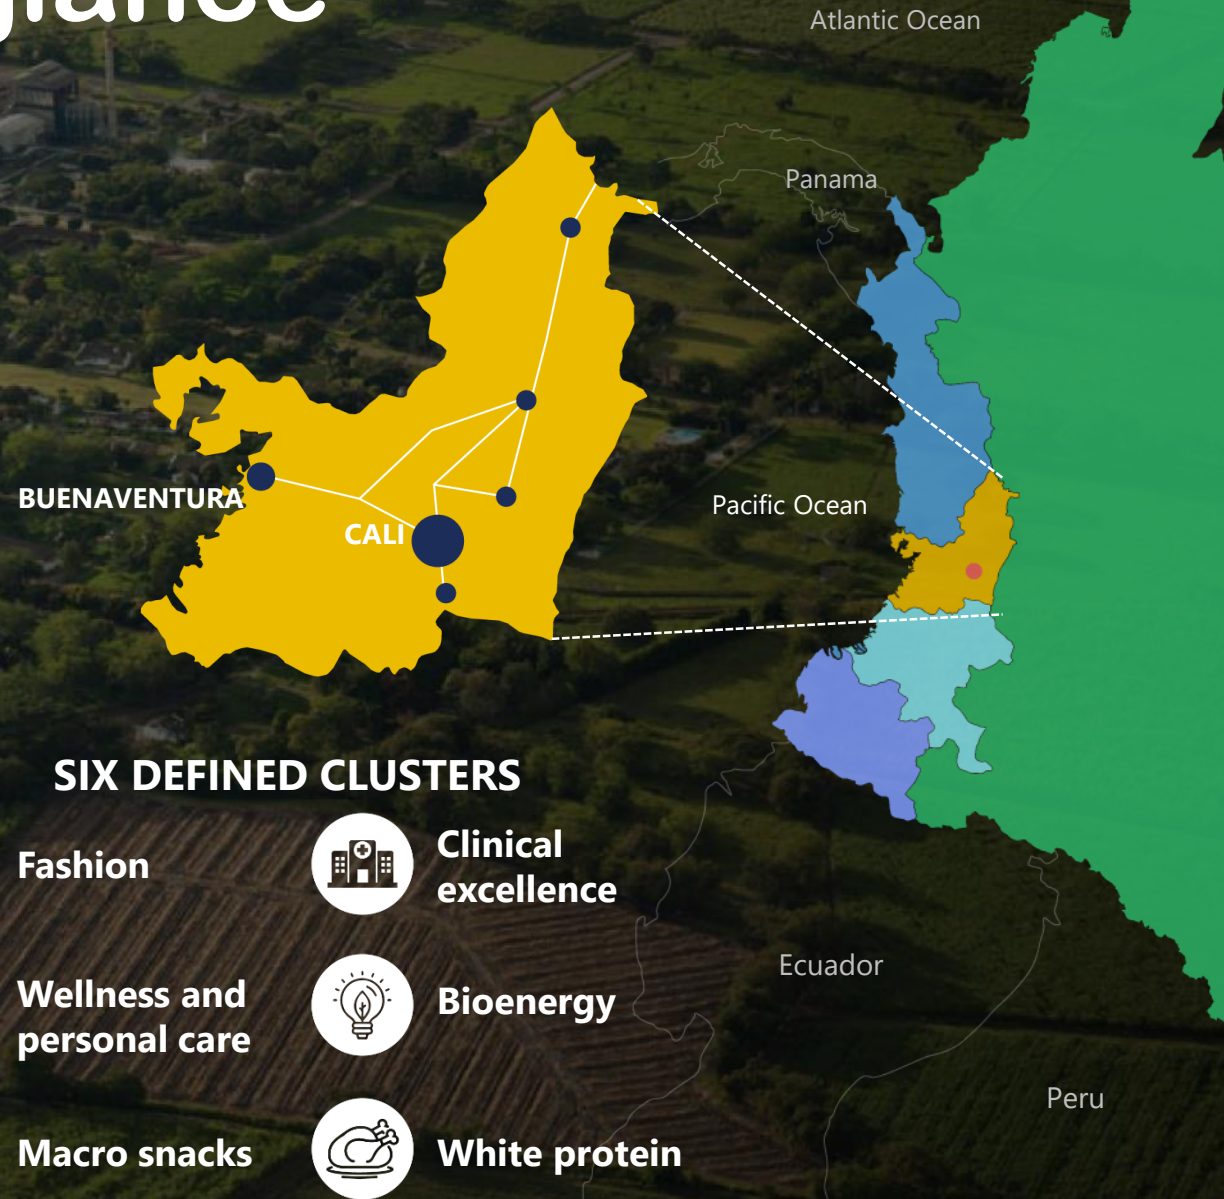 glance
Atlantic Ocean
Panama
BUENAVENTURA
CALI
Pacific Ocean
SIX DEFINED CLUSTERS
Fashion
Clinical
excellence
Wellness and
personal care
Bioenergy
Macro snacks
White protein
Ecuador
Peru